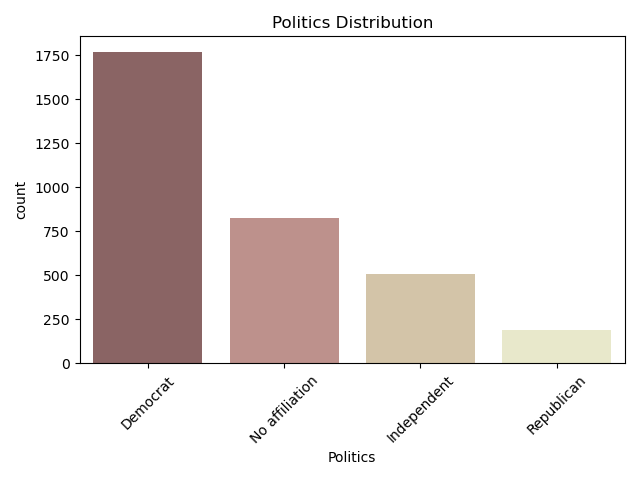 Politics Distribution
count
1750
1500
1250
1000
750
500
250
0
Democrat
No affiliation
Independent
Republican
Politics